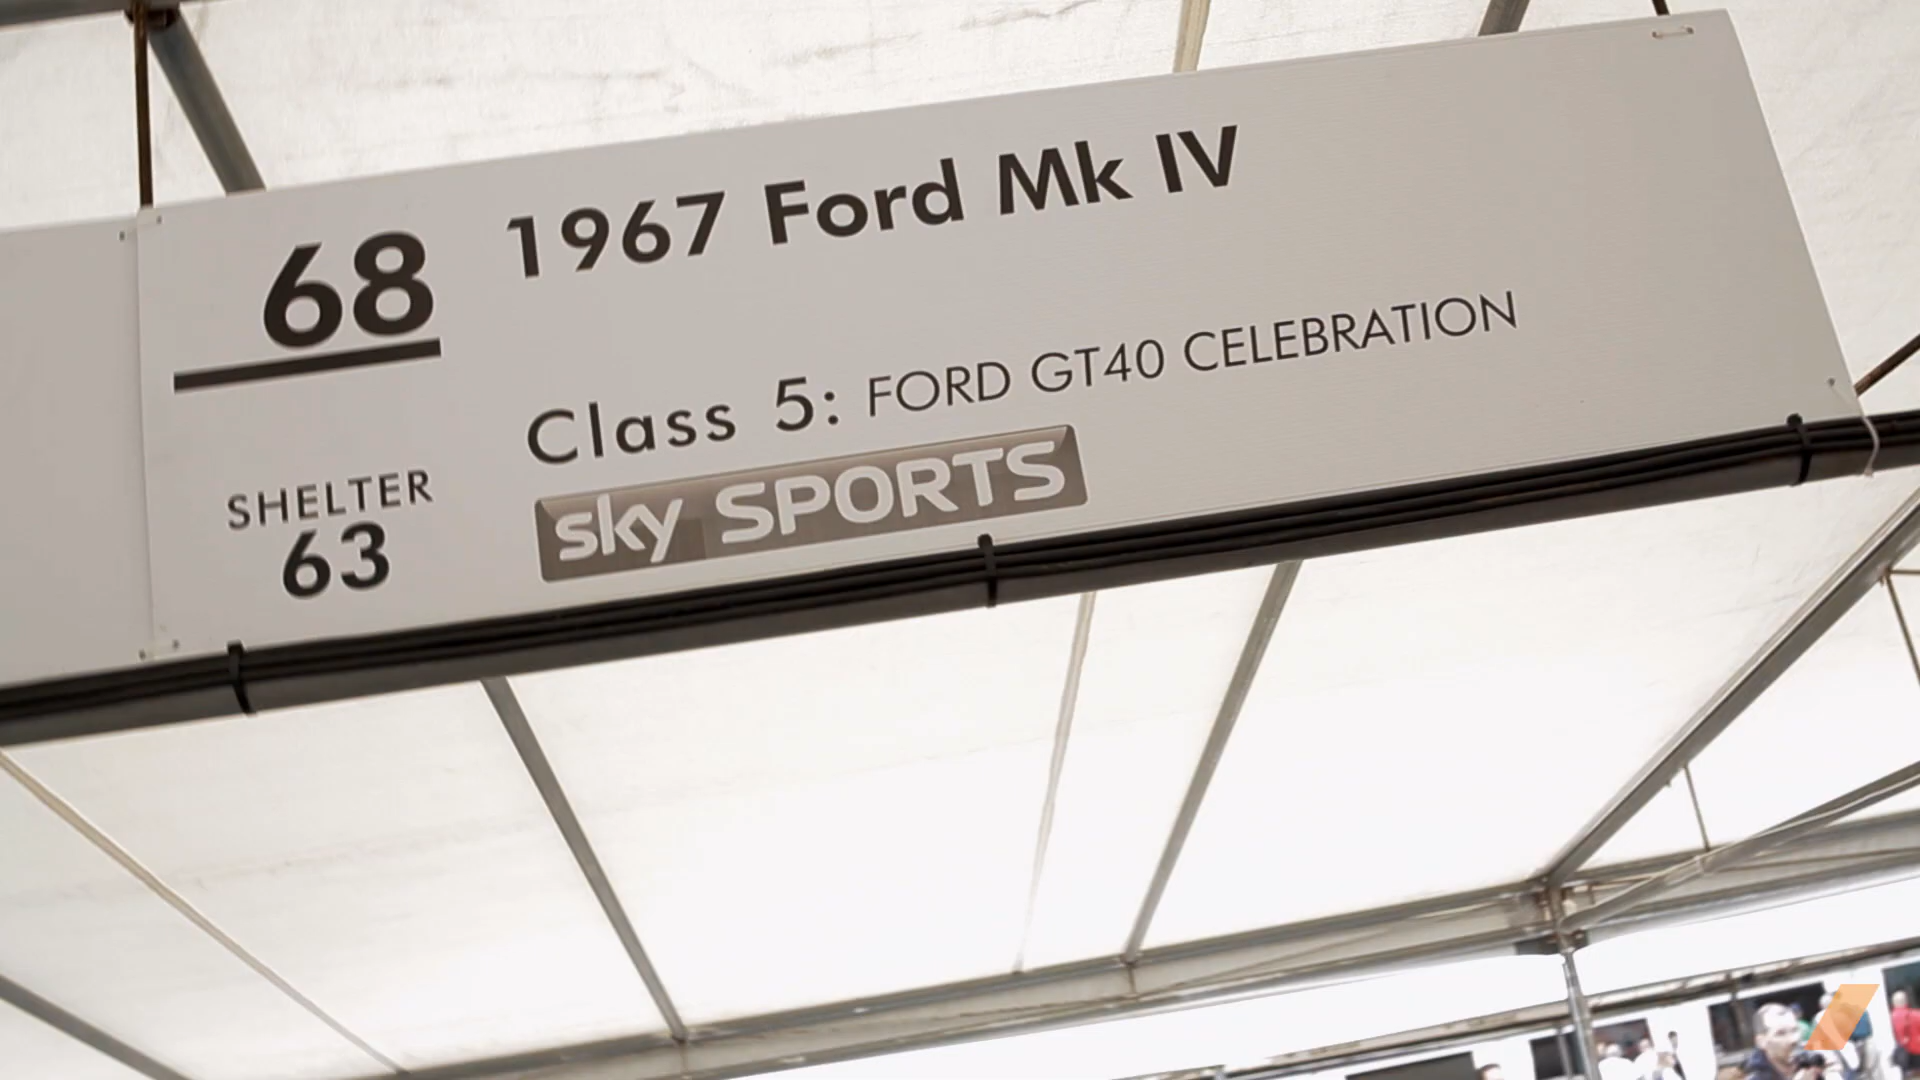 68
1967 Ford Mk IV
Class 5: FORD GT40 CELEBRATION
SHELTER
63
sky SPORTS